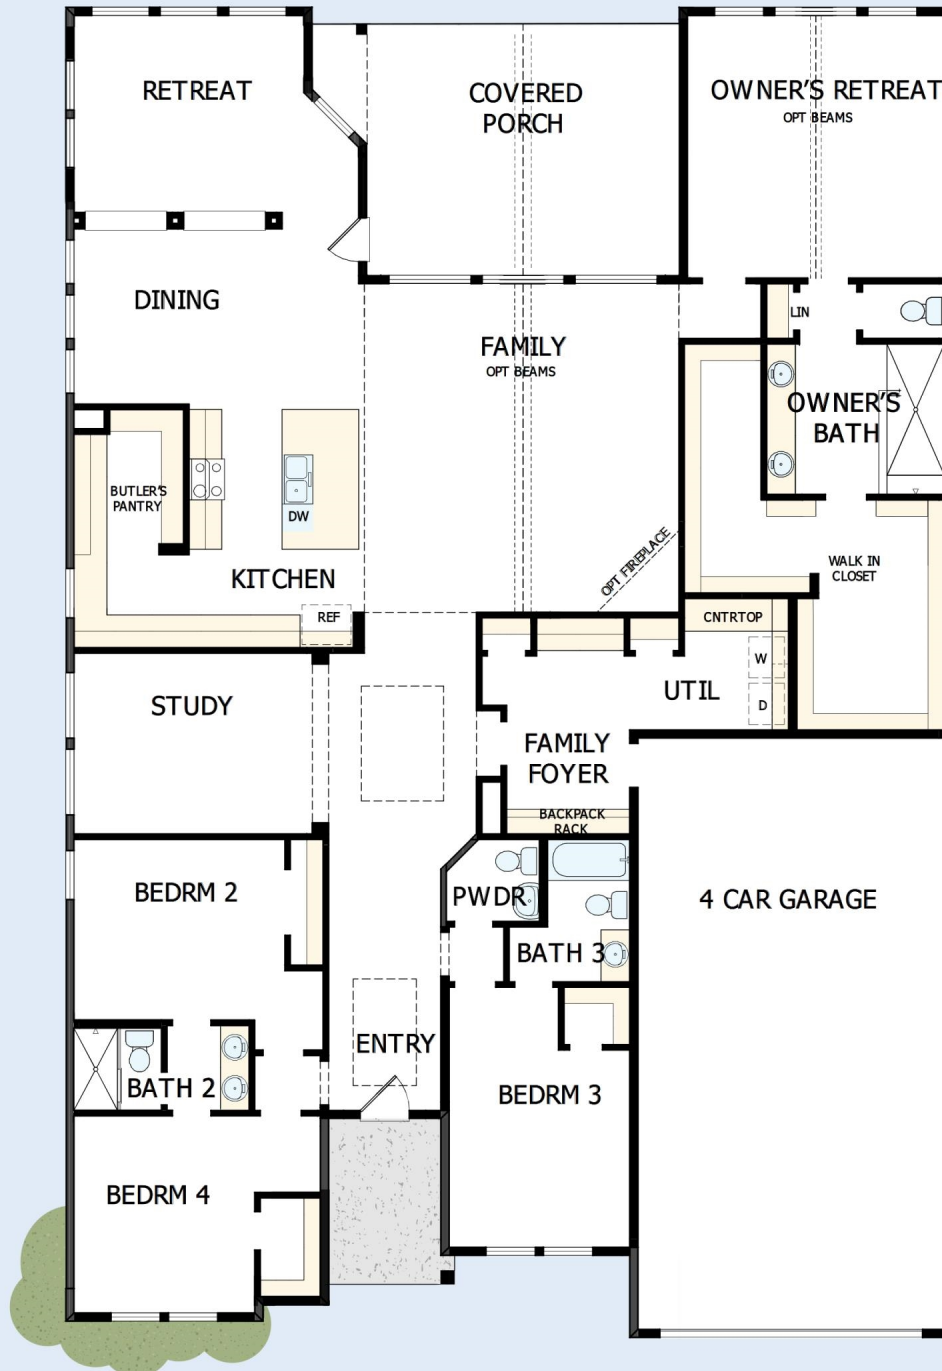 RETREAT
COVERED
PORCH
OWNER'S RETREAT
OPT BEAMS
DINING
LIN
FAMILY
OPT BEAMS
OWNER'S
BATH
BUTLER'S
PANTRY
DW
KITCHEN
OPT FIREPLACE
WALK IN
CLOSET
REF
CNTRTOP
W
D
UTIL
STUDY
FAMILY
FOYER
BACKPACK
RACK
BEDRM 2
PWDR
4 CAR GARAGE
BATH 3
ENTRY
BATH 2
BEDRM 3
BEDRM 4